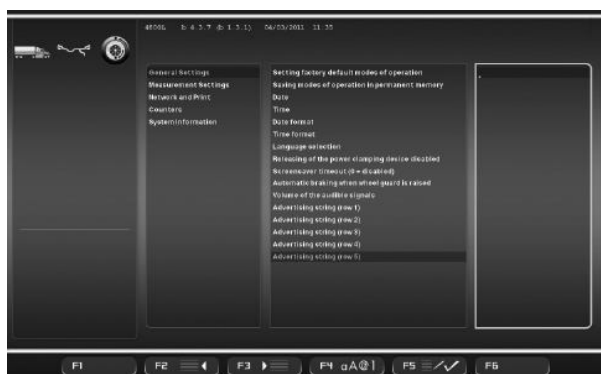 4800L b 4.3.7 (b 1.3.1) 04/03/2011 11:35
General Settings
Measurement Settings
Network and Print
Counters
System information
Setting factory default modes of operation
Saving modes of operation in permanent memory
Date
Time
Date format
Time format
Language selection
Releasing of the power clamping device disabled
Screensaver timeout (0 = disabled)
Automatic braking when wheel guard is raised
Volume of the audible signals
Advertising string (row 1)
Advertising string (row 2)
Advertising string (row 3)
Advertising string (row 4)
Advertising string (row 5)
F1 F2 F3 F4 aA@1 F5 F6